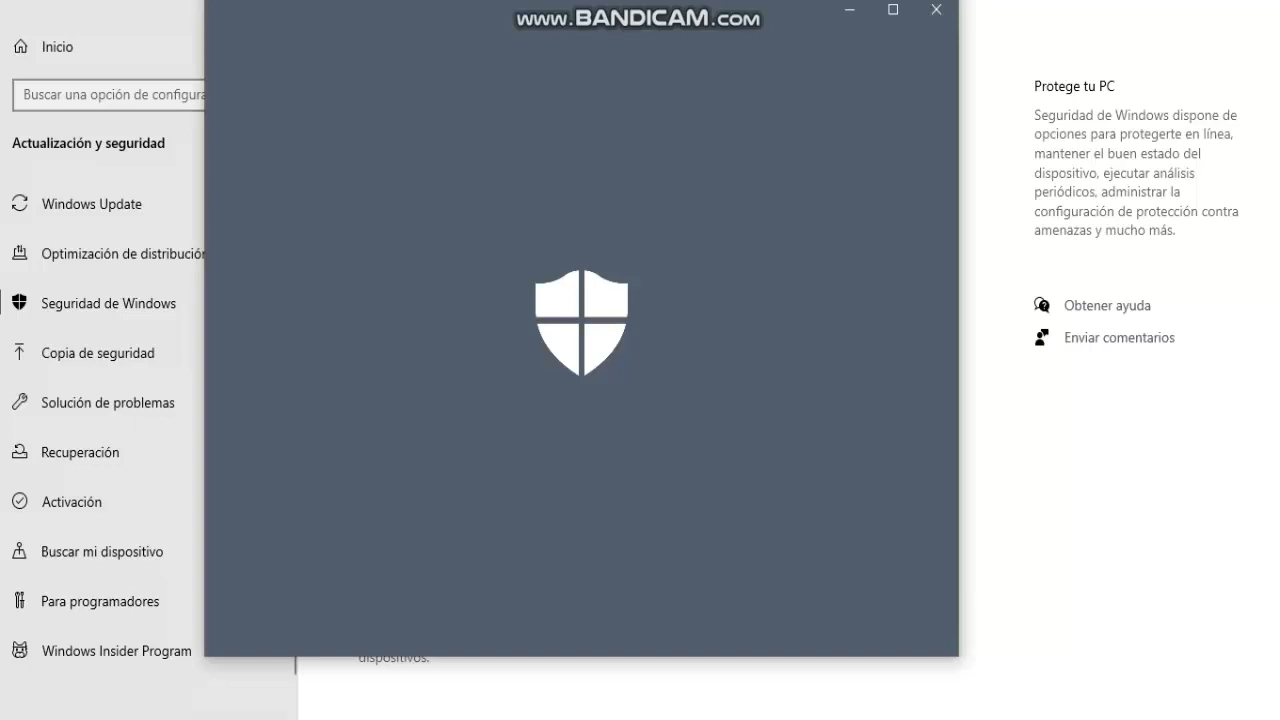 www.BANDICAM.com
Inicio
Buscar una opción de configura
Actualización y seguridad
Windows Update
Optimización de distribución
Seguridad de Windows
Copia de seguridad
Solución de problemas
Recuperación
Activación
Buscar mi dispositivo
Para programadores
Windows Insider Program
dispositivos.
Protege tu PC
Seguridad de Windows dispone de
opciones para protegerte en línea,
mantener el buen estado del
dispositivo, ejecutar análisis
periódicos, administrar la
configuración de protección contra
amenazas y mucho más.
Obtener ayuda
Enviar comentarios